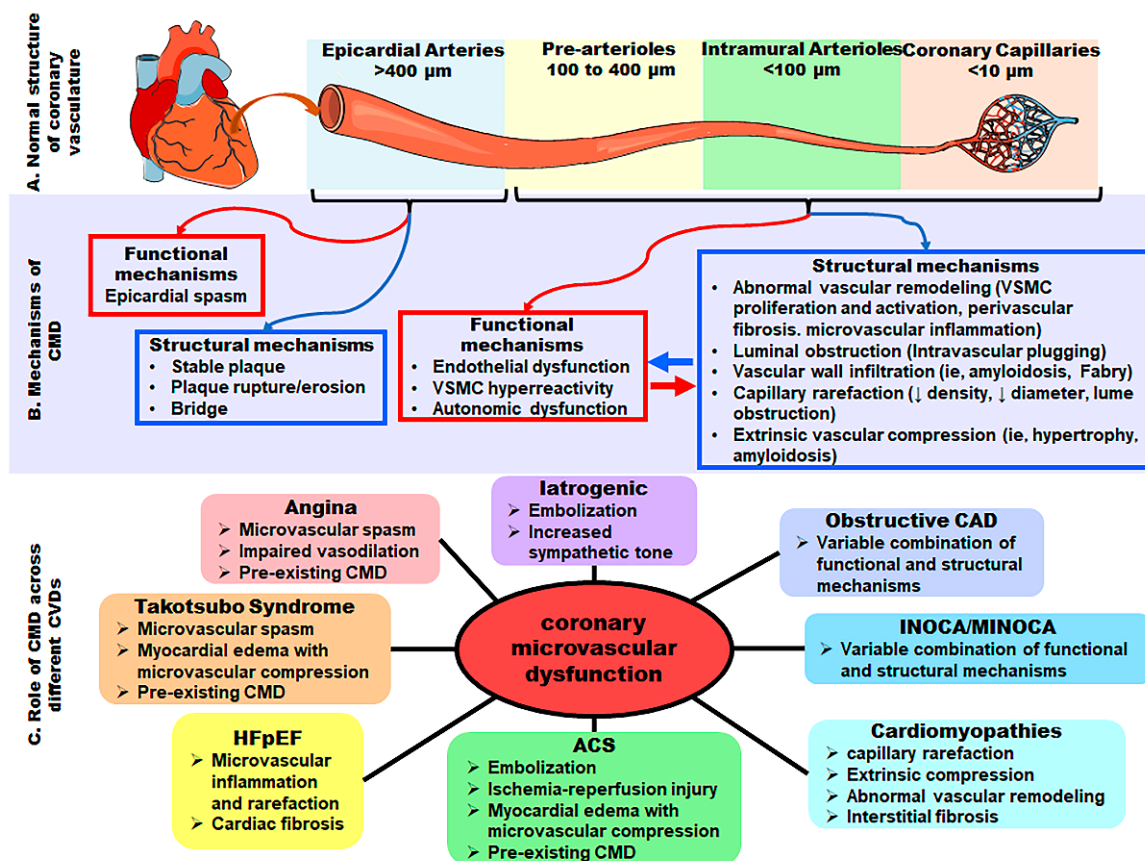 A. Normal structure
of coronary
vasculature
Epicardial Arteries
>400 µm
Pre-arterioles
100 to 400 µm
Intramural Arterioles
<100 µm
Coronary Capillaries
<10 µm
B. Mechanisms of
CMD
Functional
mechanisms
Epicardial spasm
Structural mechanisms
• Stable plaque
• Plaque rupture/erosion
• Bridge
Functional
mechanisms
• Endothelial dysfunction
• VSMC hyperreactivity
• Autonomic dysfunction
Structural mechanisms
• Abnormal vascular remodeling (VSMC
proliferation and activation, perivascular
fibrosis. microvascular inflammation)
• Luminal obstruction (Intravascular plugging)
• Vascular wall infiltration (ie, amyloidosis, Fabry)
• Capillary rarefaction (↓ density, ↓ diameter, lume
obstruction)
• Extrinsic vascular compression (ie, hypertrophy,
amyloidosis)
C. Role of CMD across
different CVDs
Angina
➢ Microvascular spasm
➢ Impaired vasodilation
➢ Pre-existing CMD
Iatrogenic
➢ Embolization
➢ Increased
sympathetic tone
Obstructive CAD
➢ Variable combination of
functional and structural
mechanisms
Takotsubo Syndrome
➢ Microvascular spasm
➢ Myocardial edema with
microvascular compression
➢ Pre-existing CMD
coronary
microvascular
dysfunction
INOCA/MINOCA
➢ Variable combination of functional
and structural mechanisms
HFpEF
➢ Microvascular
inflammation
and rarefaction
➢ Cardiac fibrosis
ACS
➢ Embolization
➢ Ischemia-reperfusion injury
➢ Myocardial edema with
microvascular compression
➢ Pre-existing CMD
Cardiomyopathies
➢ capillary rarefaction
➢ Extrinsic compression
➢ Abnormal vascular remodeling
➢ Interstitial fibrosis